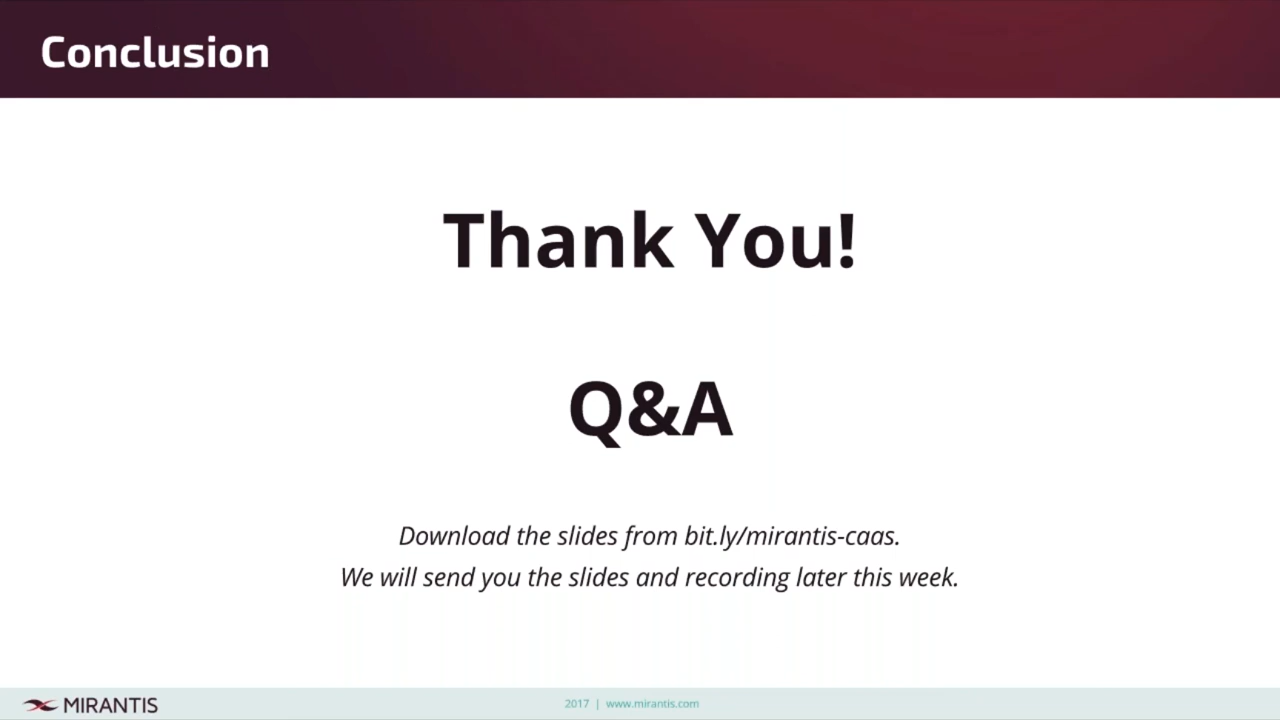 Conclusion
Thank You!
Q&A
Download the slides from bit.ly/mirantis-caas.
We will send you the slides and recording later this week.
MIRANTIS
2017 | www.mirantis.com